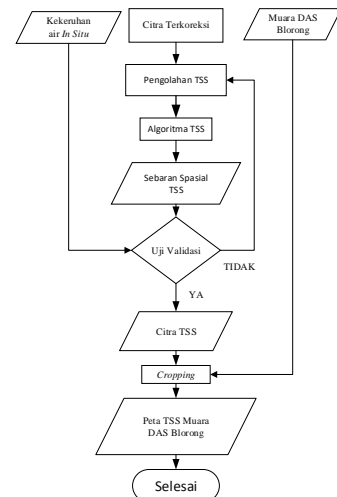 Kekeruhan
air In Situ
Citra Terkoreksi
Muara DAS
Blorong
Pengolahan TSS
Algoritma TSS
Sebaran Spasial
TSS
Uji Validasi
TIDAK
YA
Citra TSS
Cropping
Peta TSS Muara
DAS Blorong
Selesai